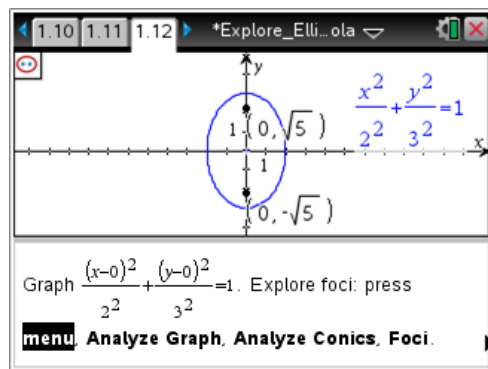 1.10 1.11 1.12 *Explore_Elli…ola
y
x²/2² + y²/3² =1
1 (0,√5)
x
1
(0,-√5)
Graph (x-0)²/2² + (y-0)²/3² =1. Explore foci: press
menu, Analyze Graph, Analyze Conics, Foci.